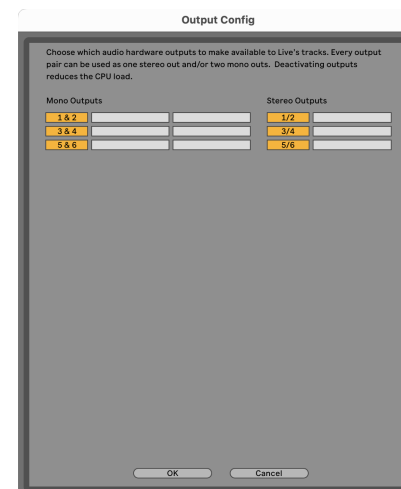 Output Config
Choose which audio hardware outputs to make available to Live's tracks. Every output
pair can be used as one stereo out and/or two mono outs.  Deactivating outputs
reduces the CPU load.
Mono Outputs
Stereo Outputs
1 & 2
1/2
3 & 4
3/4
5 & 6
5/6
OK
Cancel